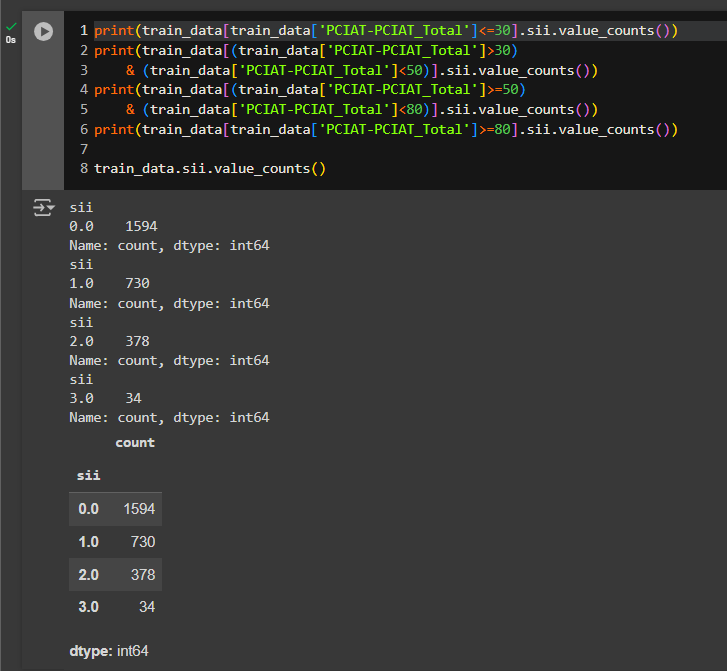 0s
1 print(train_data[train_data['PCIAT-PCIAT_Total']<=30].sii.value_counts())
2 print(train_data[(train_data['PCIAT-PCIAT_Total']>30)
3     & (train_data['PCIAT-PCIAT_Total']<50)].sii.value_counts())
4 print(train_data[(train_data['PCIAT-PCIAT_Total']>=50)
5     & (train_data['PCIAT-PCIAT_Total']<80)].sii.value_counts())
6 print(train_data[train_data['PCIAT-PCIAT_Total']>=80].sii.value_counts())
7
8 train_data.sii.value_counts()
sii
0.0    1594
Name: count, dtype: int64
sii
1.0    730
Name: count, dtype: int64
sii
2.0    378
Name: count, dtype: int64
sii
3.0    34
Name: count, dtype: int64
count
sii
0.0 1594
1.0 730
2.0 378
3.0 34
dtype: int64